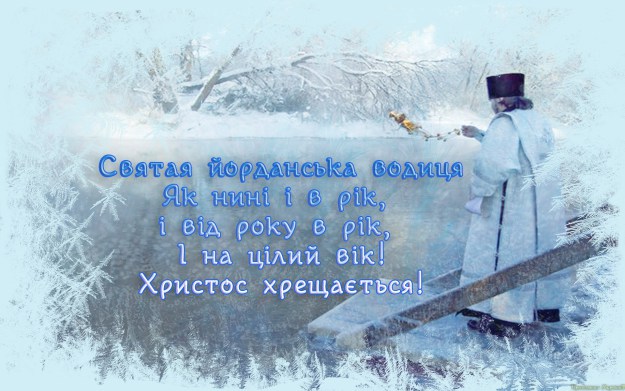 Святая йорданська водиця
Як нині і в рік,
і від року в рік,
І на цілий вік!
Христос хрещається!